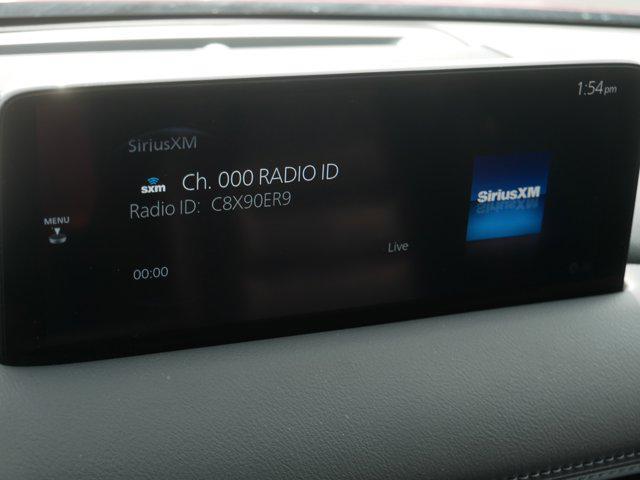 1:54pm
SiriusXM
sxm Ch. 000 RADIO ID
Radio ID: C8X90ER9
SiriusXM
MENU
Live
00:00